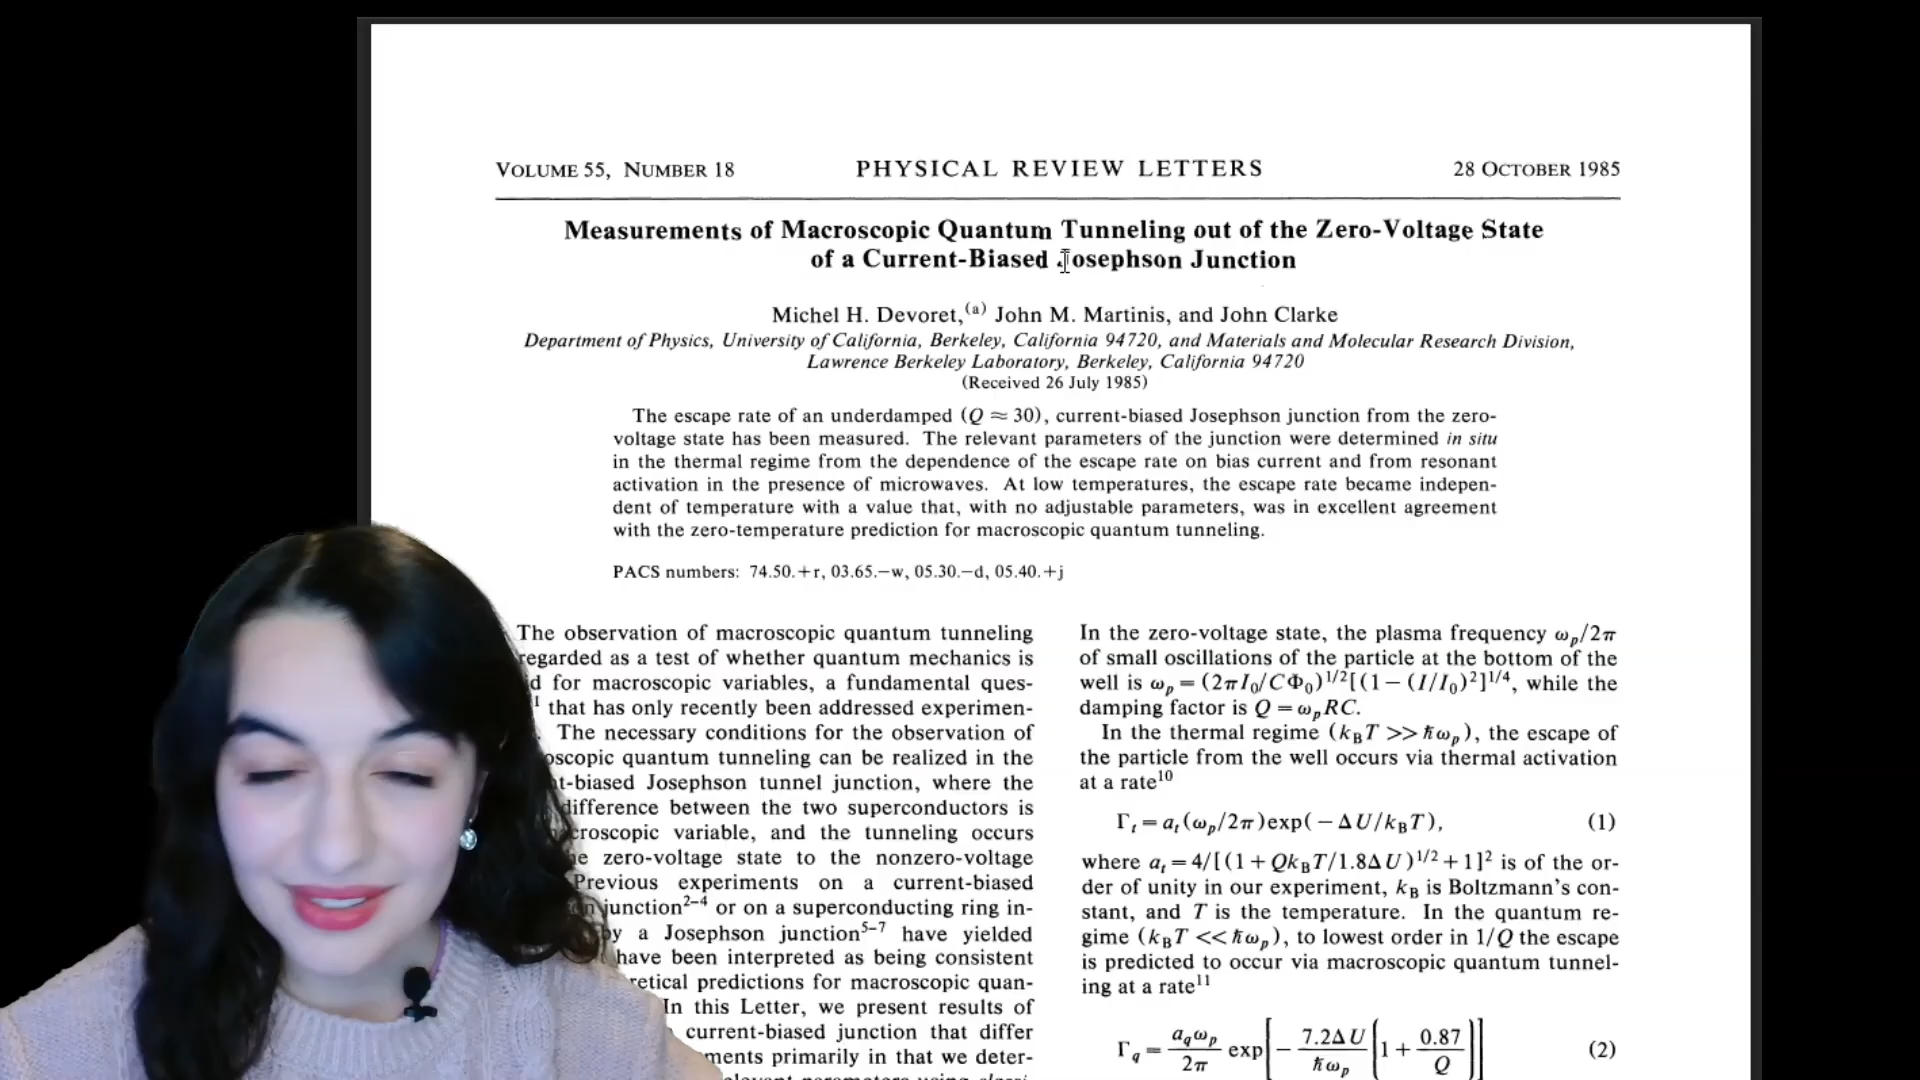 VOLUME 55, NUMBER 18
PHYSICAL REVIEW LETTERS
28 OCTOBER 1985
Measurements of Macroscopic Quantum Tunneling out of the Zero-Voltage State
of a Current-Biased Josephson Junction
Michel H. Devoret,(a) John M. Martinis, and John Clarke
Department of Physics, University of California, Berkeley, California 94720, and Materials and Molecular Research Division,
Lawrence Berkeley Laboratory, Berkeley, California 94720
(Received 26 July 1985)
The escape rate of an underdamped (Q ≈ 30), current-biased Josephson junction from the zero-
voltage state has been measured. The relevant parameters of the junction were determined in situ
in the thermal regime from the dependence of the escape rate on bias current and from resonant
activation in the presence of microwaves. At low temperatures, the escape rate became indepen-
dent of temperature with a value that, with no adjustable parameters, was in excellent agreement
with the zero-temperature prediction for macroscopic quantum tunneling.
PACS numbers: 74.50.+r, 03.65.−w, 05.30.−d, 05.40.+j
The observation of macroscopic quantum tunneling
regarded as a test of whether quantum mechanics is
for macroscopic variables, a fundamental ques-
1 that has only recently been addressed experimen-
The necessary conditions for the observation of
quantum tunneling can be realized in the
t-biased Josephson tunnel junction, where the
difference between the two superconductors is
variable, and the tunneling occurs
zero-voltage state to the nonzero-voltage
Previous experiments on a current-biased
junction2−4 or on a superconducting ring in-
by a Josephson junction5−7 have yielded
have been interpreted as being consistent
predictions for macroscopic quan-
In this Letter, we present results of
current-biased junction that differ
primarily in that we deter-
In the zero-voltage state, the plasma frequency ωp/2π
of small oscillations of the particle at the bottom of the
well is ωp = (2πI0/CΦ0)1/2[(1−(I/I0)2]1/4, while the
damping factor is Q = ωpRC.
In the thermal regime (kBT >> ℏωp), the escape of
the particle from the well occurs via thermal activation
at a rate10
Γt = at(ωp/2π)exp(−ΔU/kBT), (1)
where at = 4/[(1+QkBT/1.8ΔU)1/2+1]2 is of the or-
der of unity in our experiment, kB is Boltzmann's con-
stant, and T is the temperature. In the quantum re-
gime (kBT << ℏωp), to lowest order in 1/Q the escape
is predicted to occur via macroscopic quantum tunnel-
ing at a rate11
Γq = aqωp/2π exp[−7.2ΔU/ℏωp(1+0.87/Q)] (2)